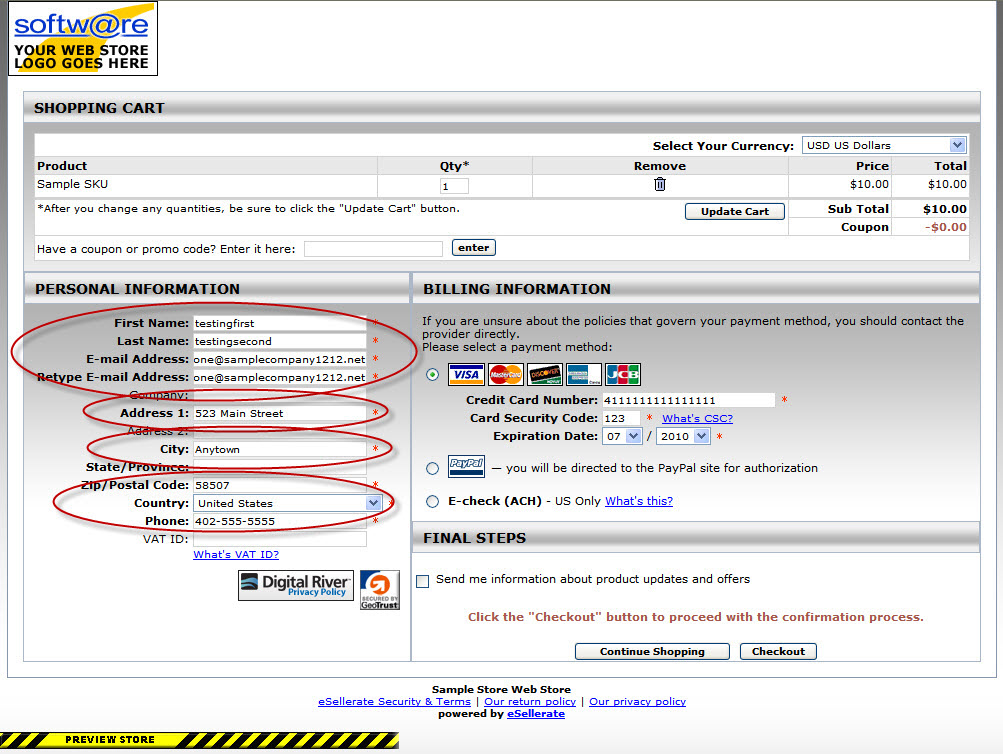 softw@re
YOUR WEB STORE
LOGO GOES HERE
SHOPPING CART
Select Your Currency: USD US Dollars
Product Qty* Remove Price Total
Sample SKU 1 $10.00 $10.00
*After you change any quantities, be sure to click the "Update Cart" button. Update Cart Sub Total $10.00
Coupon -$0.00
Have a coupon or promo code? Enter it here: enter
PERSONAL INFORMATION
First Name: testingfirst *
Last Name: testingsecond *
E-mail Address: one@samplecompany1212.net *
Retype E-mail Address: one@samplecompany1212.net *
Company:
Address 1: 523 Main Street *
Address 2:
City: Anytown *
State/Province:
Zip/Postal Code: 58507 *
Country: United States *
Phone: 402-555-5555 *
VAT ID:
What's VAT ID?
Digital River
Privacy Policy
SECURED BY
GeoTrust
BILLING INFORMATION
If you are unsure about the policies that govern your payment method, you should contact the
provider directly.
Please select a payment method:
VISA MasterCard DISCOVER JCB
Credit Card Number: 4111111111111111 *
Card Security Code: 123 * What's CSC?
Expiration Date: 07 / 2010 *
PayPal — you will be directed to the PayPal site for authorization
E-check (ACH) - US Only What's this?
FINAL STEPS
Send me information about product updates and offers
Click the "Checkout" button to proceed with the confirmation process.
Continue Shopping Checkout
Sample Store Web Store
eSellerate Security & Terms | Our return policy | Our privacy policy
powered by eSellerate
PREVIEW STORE